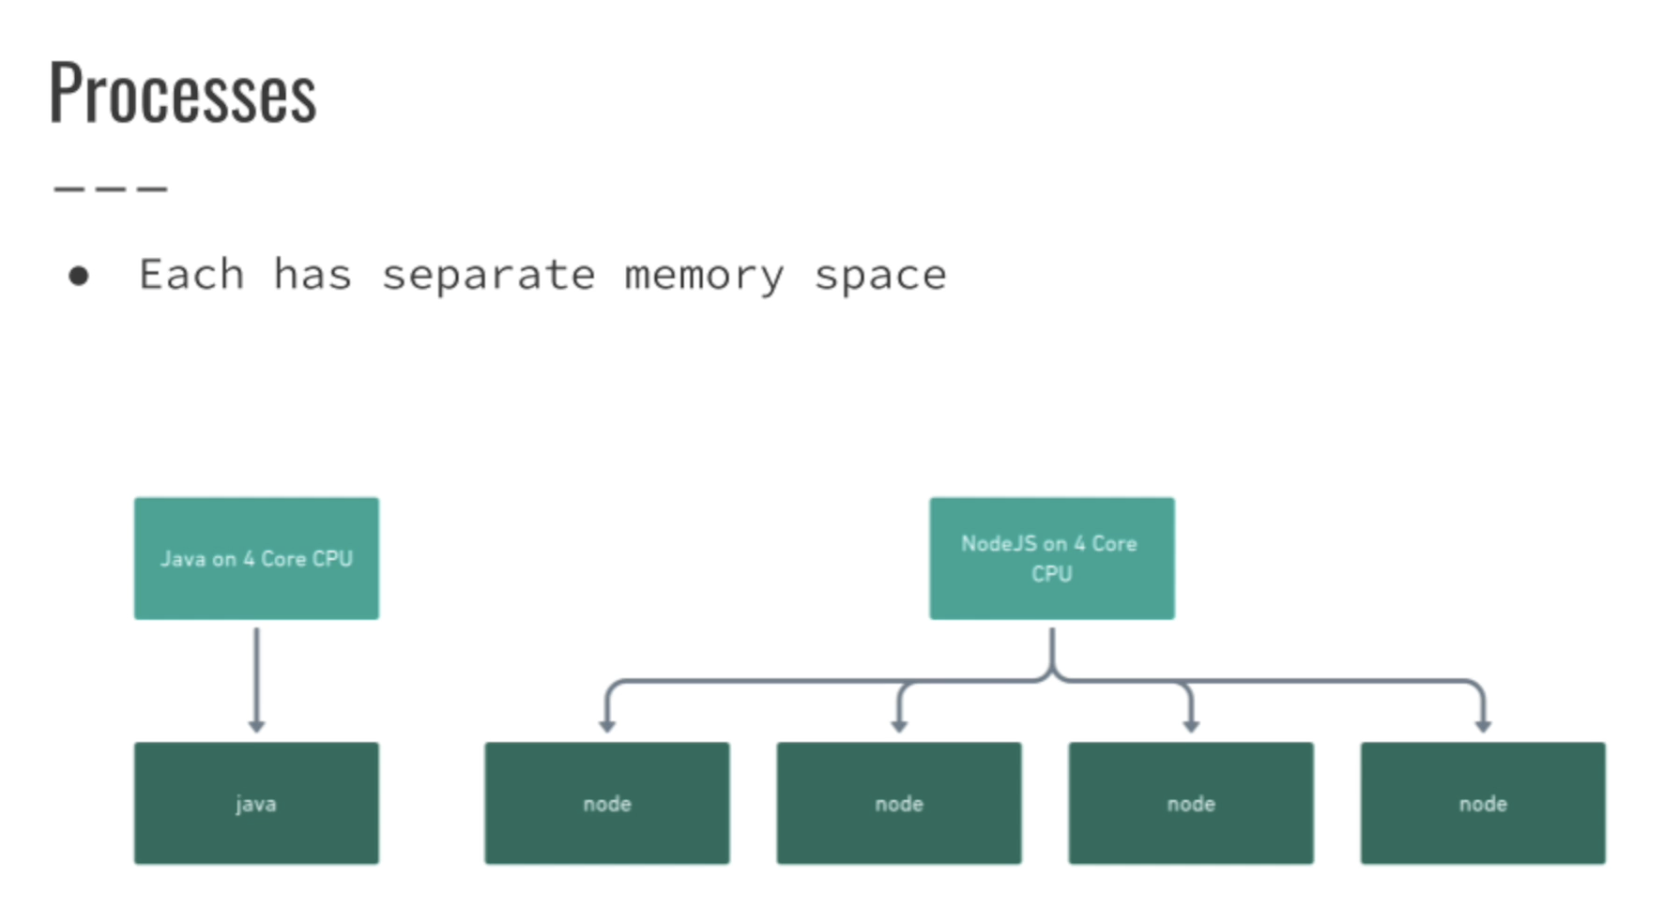 Processes
———
● Each has separate memory space
Java on 4 Core CPU
NodeJS on 4 Core
CPU
java
node
node
node
node